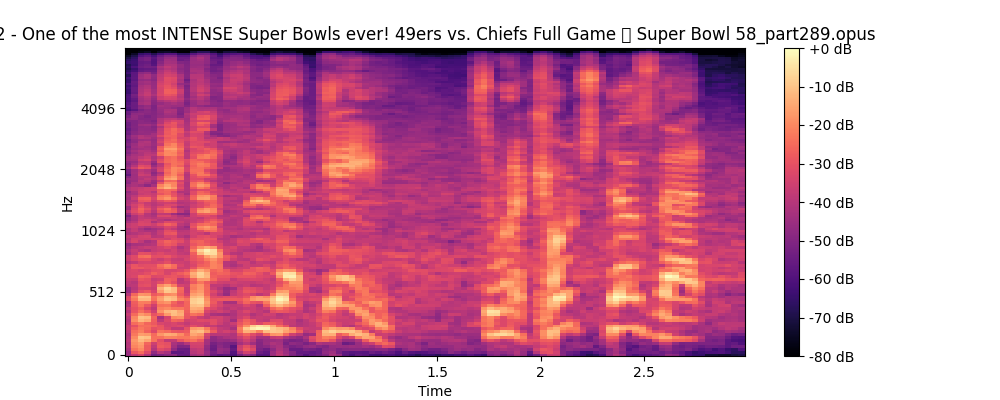 2 - One of the most INTENSE Super Bowls ever! 49ers vs. Chiefs Full Game Super Bowl 58_part289.opus
Hz
4096
2048
1024
512
0
0 0.5 1 1.5 2 2.5
Time
+0 dB
-10 dB
-20 dB
-30 dB
-40 dB
-50 dB
-60 dB
-70 dB
-80 dB